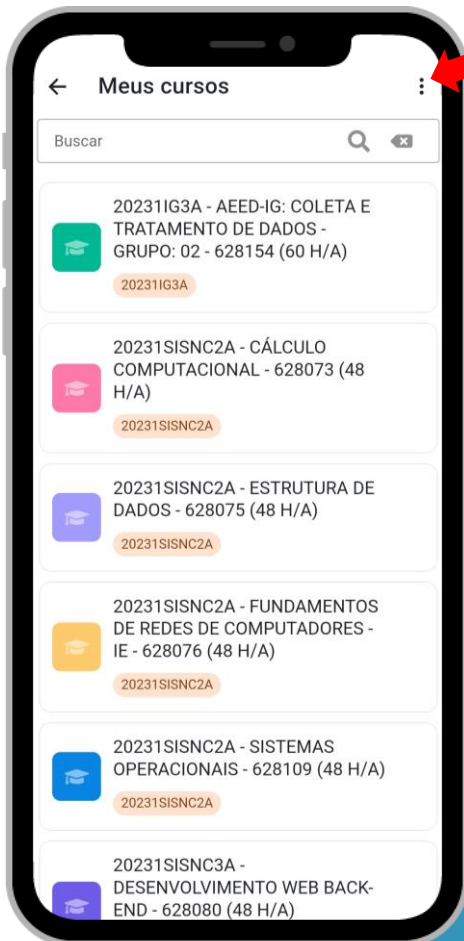 Meus cursos
Buscar
20231IG3A - AEED-IG: COLETA E
TRATAMENTO DE DADOS -
GRUPO: 02 - 628154 (60 H/A)
20231IG3A
20231SISNC2A - CÁLCULO
COMPUTACIONAL - 628073 (48
H/A)
20231SISNC2A
20231SISNC2A - ESTRUTURA DE
DADOS - 628075 (48 H/A)
20231SISNC2A
20231SISNC2A - FUNDAMENTOS
DE REDES DE COMPUTADORES -
IE - 628076 (48 H/A)
20231SISNC2A
20231SISNC2A - SISTEMAS
OPERACIONAIS - 628109 (48 H/A)
20231SISNC2A
20231SISNC3A -
DESENVOLVIMENTO WEB BACK-
END - 628080 (48 H/A)